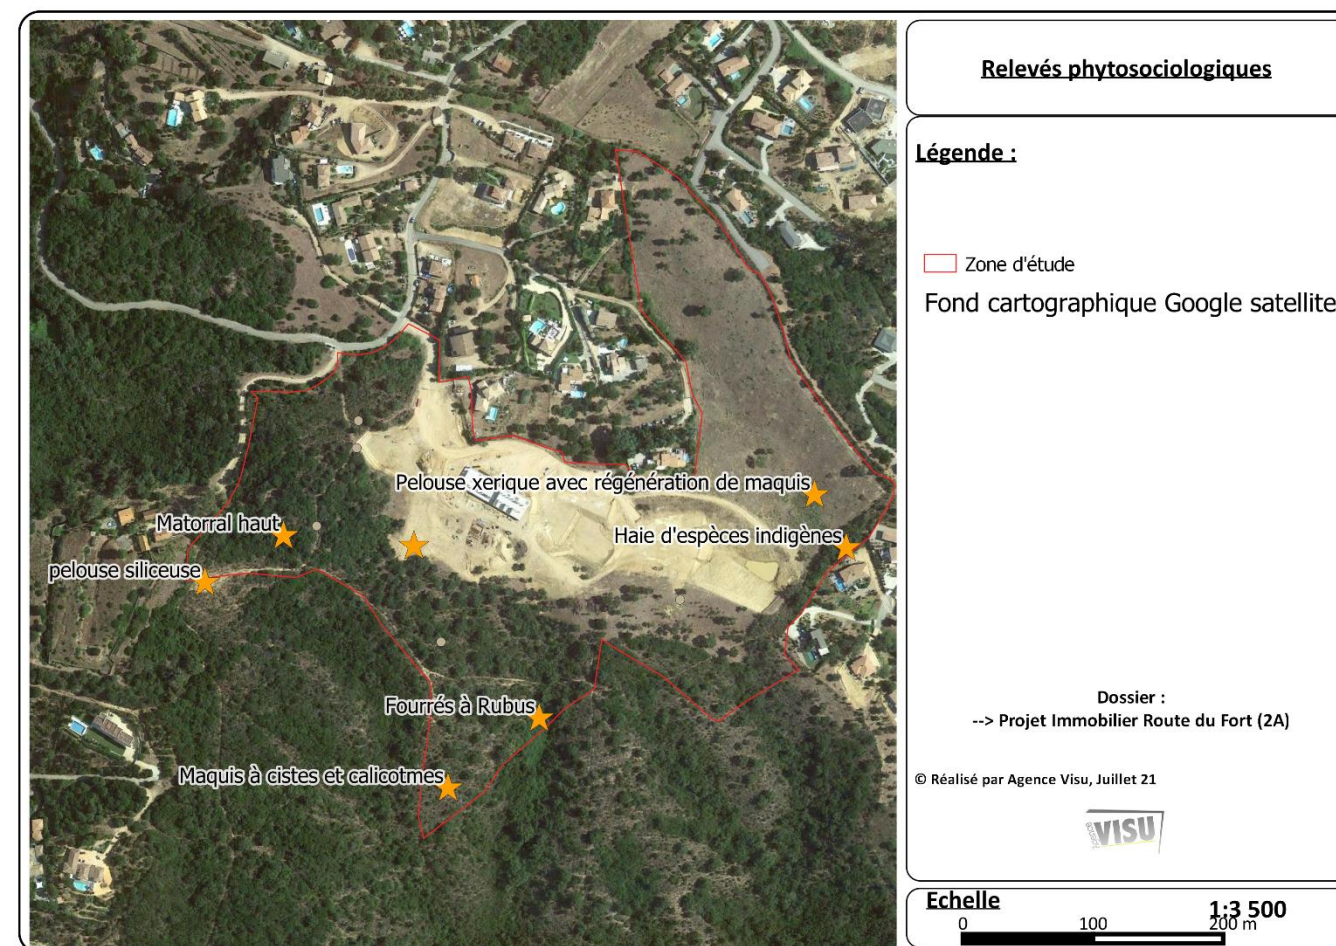 Relevés phytosociologiques
Légende :
Zone d'étude
Fond cartographique Google satellite
Pelouse xerique avec régénération de maquis
Matorral haut
Haie d'espèces indigènes
pelouse siliceuse
Fourrés à Rubus
Maquis à cistes et calicotmes
Dossier :
--> Projet Immobilier Route du Fort (2A)
© Réalisé par Agence Visu, Juillet 21
VISU
Echelle
1:3 500
0 100 200 m